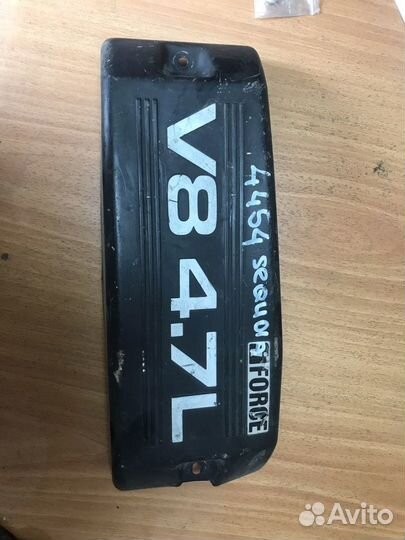 V8 4.7L
4454 sequoia
i FORCE
Avito